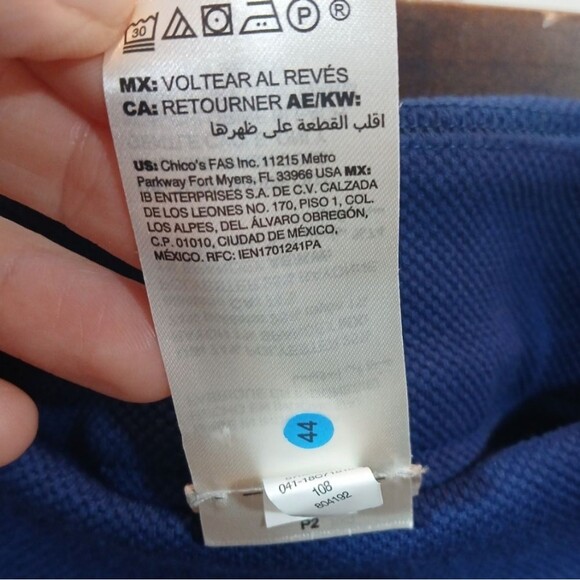 30 P ®
MX: VOLTEAR AL REVÉS
CA: RETOURNER AE/KW:
اقلب القطعة على ظهرها
US: Chico's FAS Inc. 11215 Metro
Parkway Fort Myers, FL 33966 USA MX:
IB ENTERPRISES S.A. DE C.V. CALZADA
DE LOS LEONES NO. 170, PISO 1, COL.
LOS ALPES, DEL. ÁLVARO OBREGÓN,
C.P. 01010, CIUDAD DE MÉXICO,
MÉXICO. RFC: IEN1701241PA
44
108
804192
P2